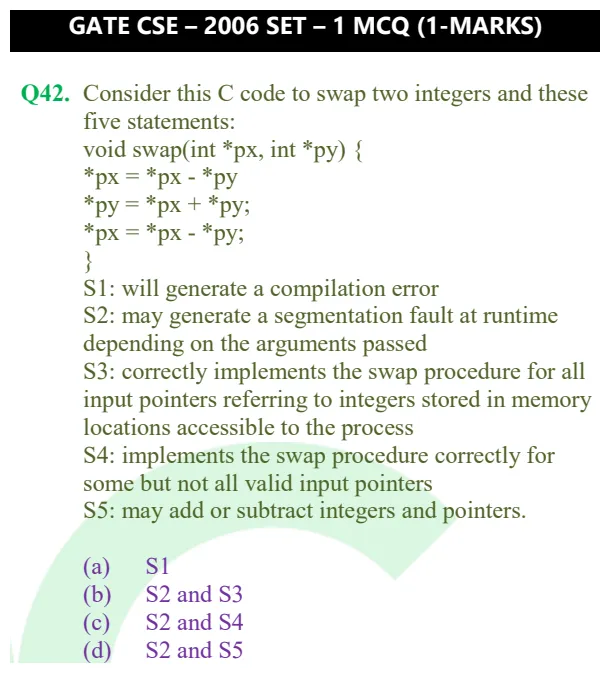 GATE CSE – 2006 SET – 1 MCQ (1-MARKS)
Q42. Consider this C code to swap two integers and these
five statements:
void swap(int *px, int *py) {
*px = *px - *py
*py = *px + *py;
*px = *px - *py;
}
S1: will generate a compilation error
S2: may generate a segmentation fault at runtime
depending on the arguments passed
S3: correctly implements the swap procedure for all
input pointers referring to integers stored in memory
locations accessible to the process
S4: implements the swap procedure correctly for
some but not all valid input pointers
S5: may add or subtract integers and pointers.
(a) S1
(b) S2 and S3
(c) S2 and S4
(d) S2 and S5